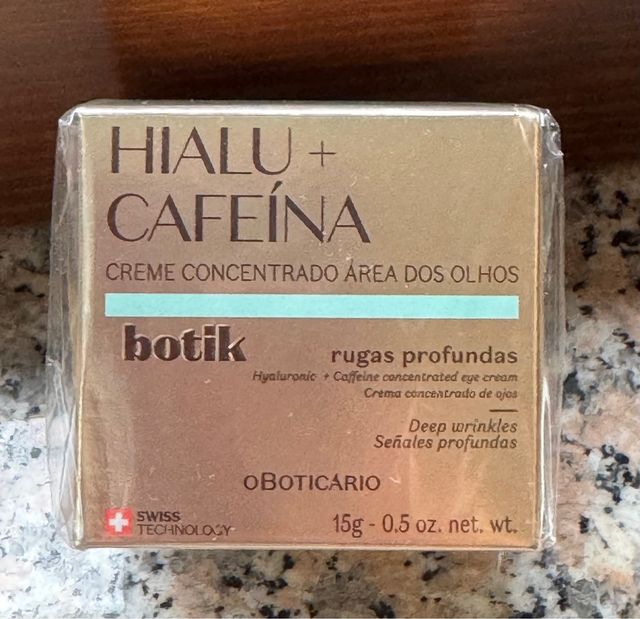 HIALU +
CAFEÍNA
CREME CONCENTRADO ÁREA DOS OLHOS
botik
rugas profundas
Hyaluronic + Caffeine concentrated eye cream
Crema concentrado de ojos
Deep wrinkles
Señales profundas
oBOTICÁRIO
SWISS
TECHNOLOGY
15g - 0.5 oz. net. wt.